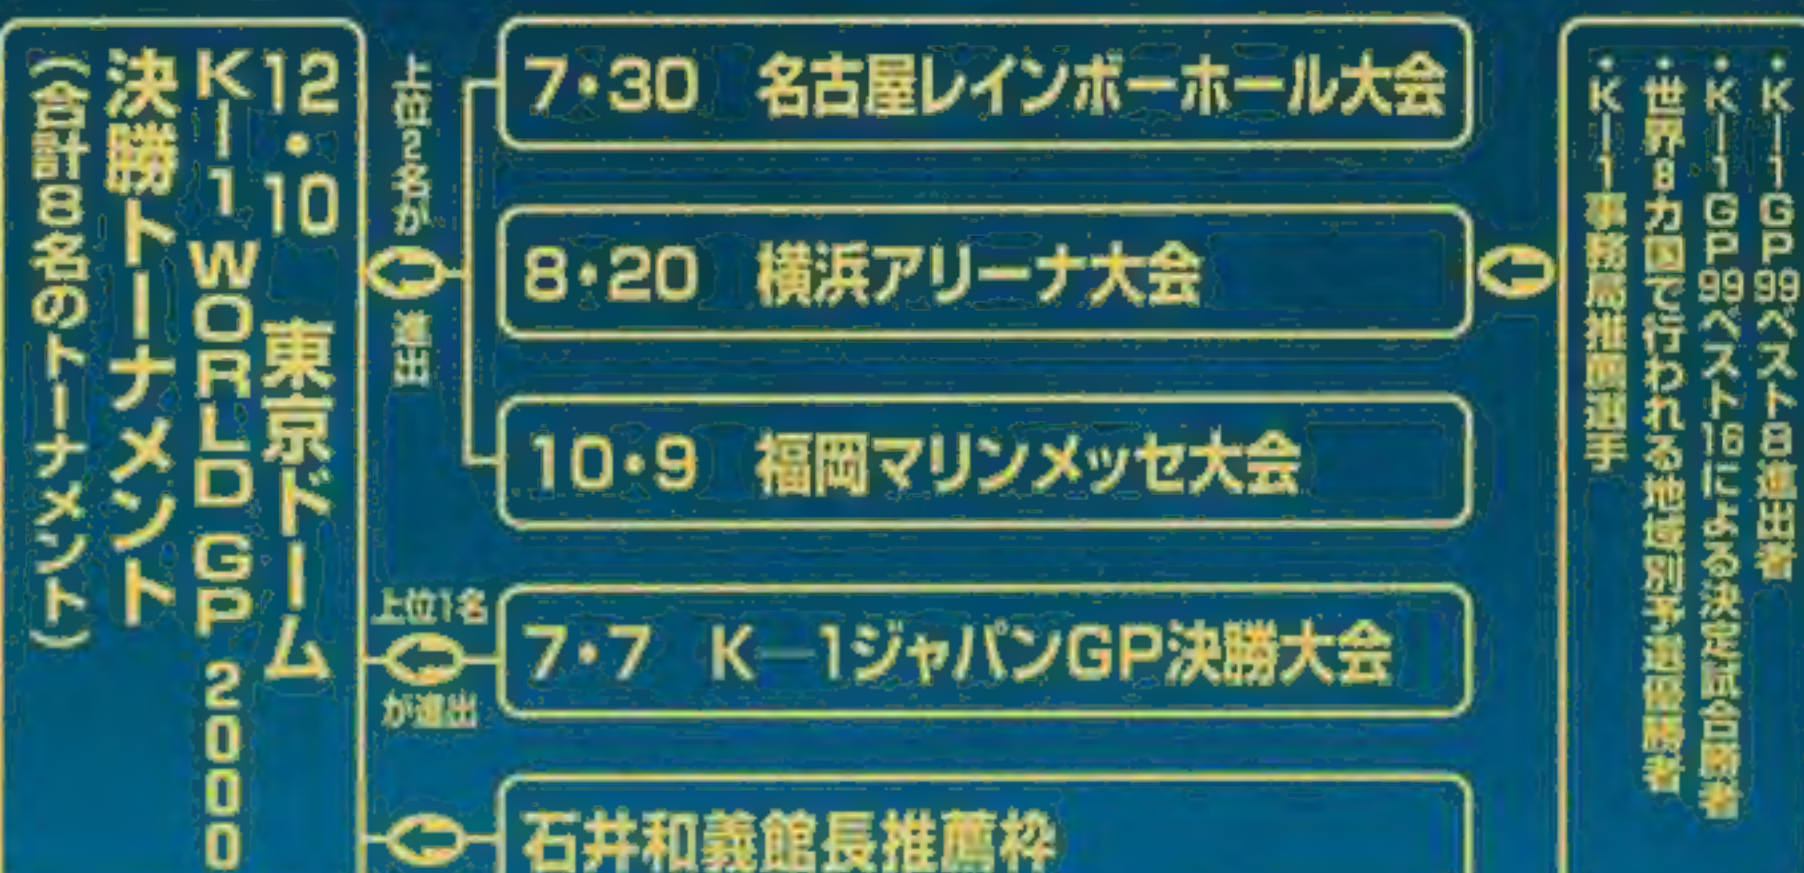 ・K-1GP99ベスト8進出者
・K-1GP99ベスト16による決定試合勝者
・世界8カ国で行われる地域別予選優勝者
・K-1事務局推薦選手
7・30 名古屋レインボーホール大会
8・20 横浜アリーナ大会
10・9 福岡マリンメッセ大会
上位2名が
進出
7・7 K-1ジャパンGP決勝大会
上位1名
が進出
石井和義館長推薦枠
12・10 東京ドーム
K-1 WORLD GP 2000
決勝トーナメント
(合計8名のトーナメント)